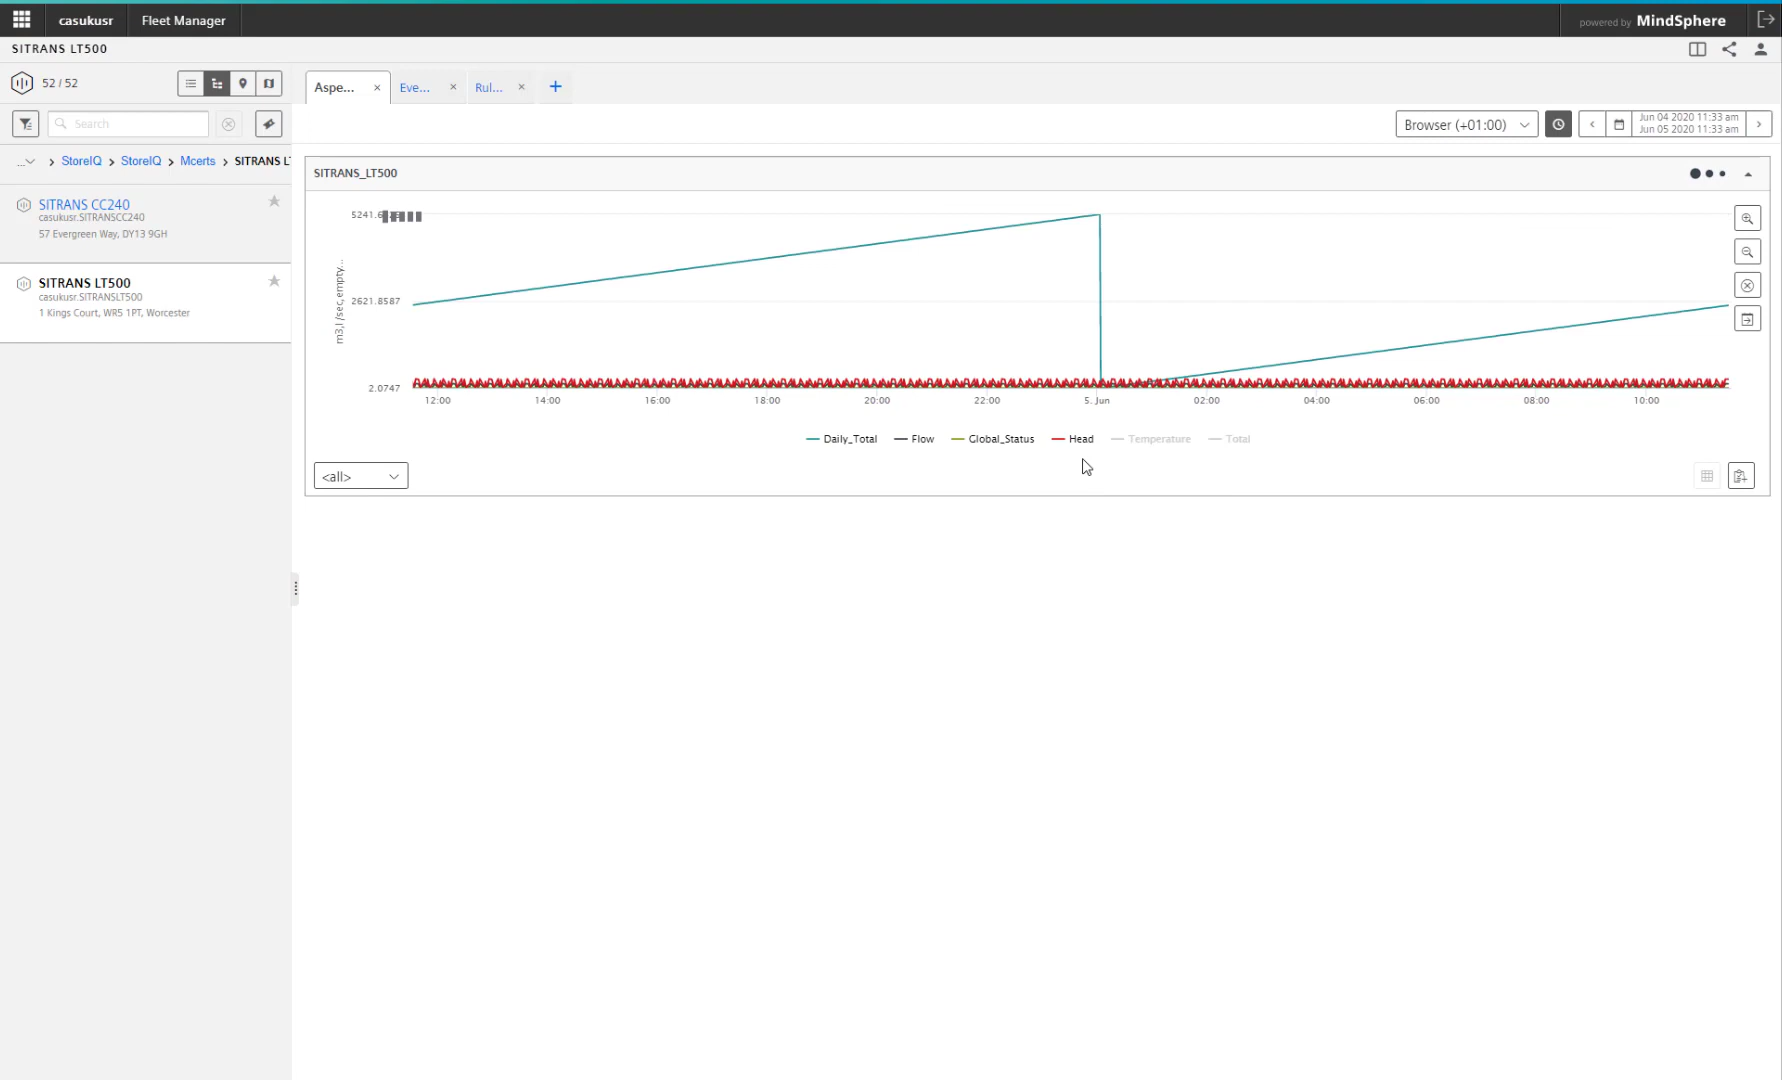 casukusr Fleet Manager powered by MindSphere
SITRANS LT500
52 / 52
Aspe... Eve... Rul...
Search
Browser (+01:00)
Jun 04 2020 11:33 am
Jun 05 2020 11:33 am
... > StoreIQ > StoreIQ > Mcerts > SITRANS LT
SITRANS CC240
casukusr.SITRANSCC240
57 Evergreen Way, DY13 9GH
SITRANS LT500
casukusr.SITRANSLT500
1 Kings Court, WR5 1PT, Worcester
SITRANS_LT500
m3,l /sec,empty...
2621.8587
2.0747
12:00 14:00 16:00 18:00 20:00 22:00 5. Jun 02:00 04:00 06:00 08:00 10:00
Daily_Total Flow Global_Status Head Temperature Total
<all>